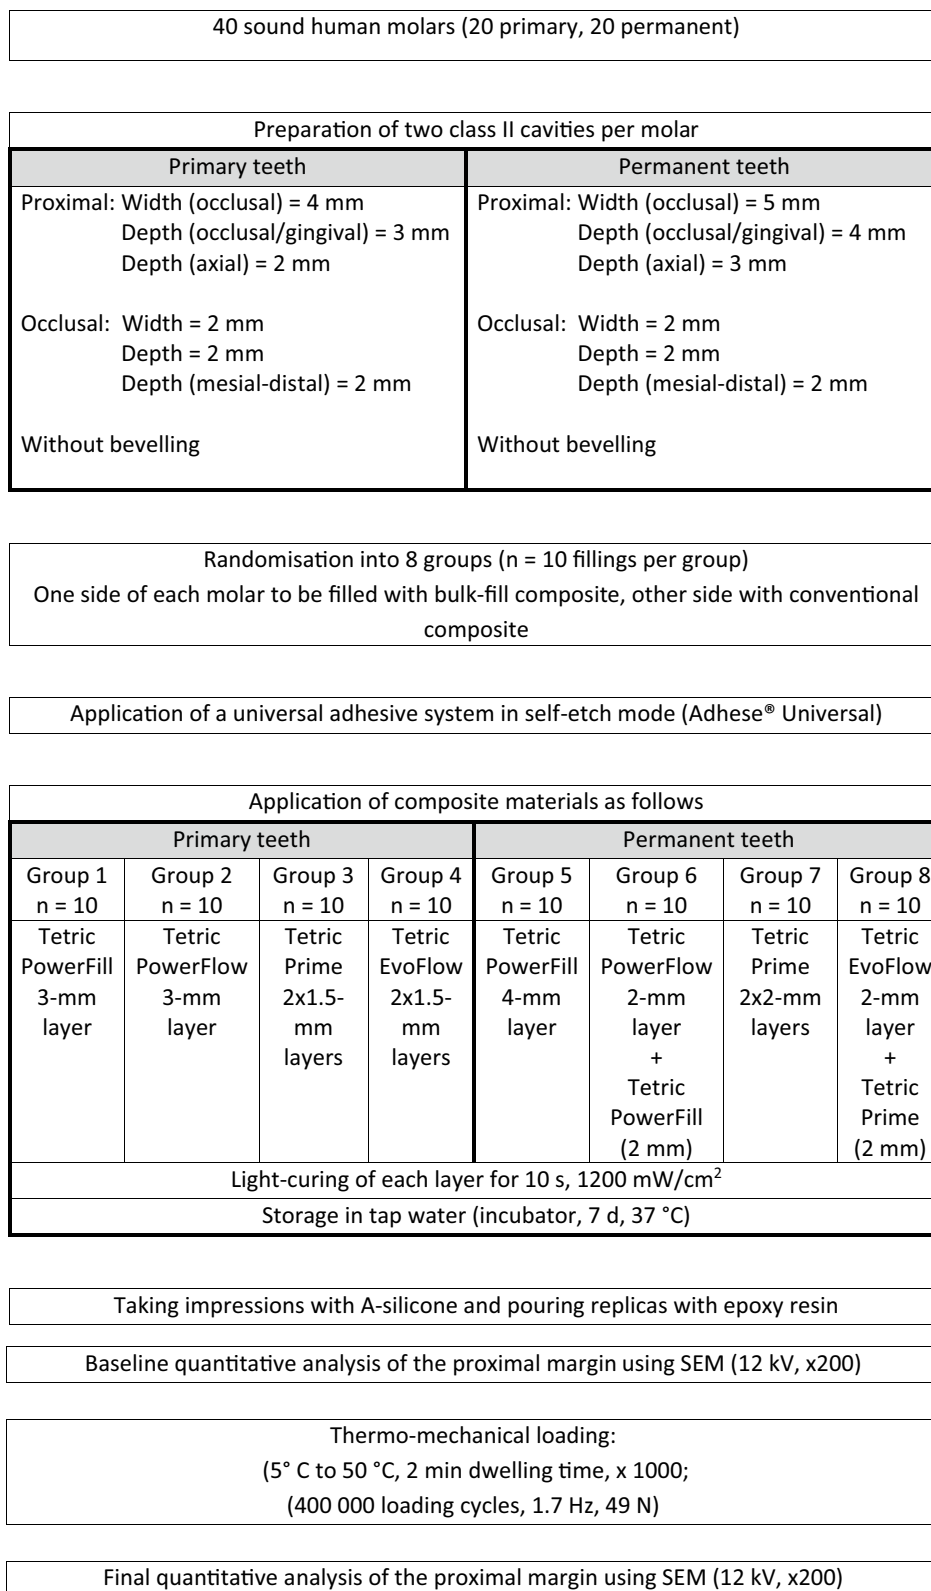 40 sound human molars (20 primary, 20 permanent)
Preparation of two class II cavities per molar
Primary teeth
Proximal: Width (occlusal) = 4 mm
Depth (occlusal/gingival) = 3 mm
Depth (axial) = 2 mm
Occlusal: Width = 2 mm
Depth = 2 mm
Depth (mesial-distal) = 2 mm
Without bevelling
Permanent teeth
Proximal: Width (occlusal) = 5 mm
Depth (occlusal/gingival) = 4 mm
Depth (axial) = 3 mm
Occlusal: Width = 2 mm
Depth = 2 mm
Depth (mesial-distal) = 2 mm
Without bevelling
Randomisation into 8 groups (n = 10 fillings per group)
One side of each molar to be filled with bulk-fill composite, other side with conventional
composite
Application of a universal adhesive system in self-etch mode (Adhese® Universal)
Application of composite materials as follows
Primary teeth
Permanent teeth
Group 1
n = 10
Tetric
PowerFill
3-mm
layer
Group 2
n = 10
Tetric
PowerFlow
3-mm
layer
Group 3
n = 10
Tetric
Prime
2x1.5-
mm
layers
Group 4
n = 10
Tetric
EvoFlow
2x1.5-
mm
layers
Group 5
n = 10
Tetric
PowerFill
4-mm
layer
Group 6
n = 10
Tetric
PowerFlow
2-mm
layer
+
Tetric
PowerFill
(2 mm)
Group 7
n = 10
Tetric
Prime
2x2-mm
layers
Group 8
n = 10
Tetric
EvoFlow
2-mm
layer
+
Tetric
Prime
(2 mm)
Light-curing of each layer for 10 s, 1200 mW/cm²
Storage in tap water (incubator, 7 d, 37 °C)
Taking impressions with A-silicone and pouring replicas with epoxy resin
Baseline quantitative analysis of the proximal margin using SEM (12 kV, x200)
Thermo-mechanical loading:
(5° C to 50 °C, 2 min dwelling time, x 1000;
(400 000 loading cycles, 1.7 Hz, 49 N)
Final quantitative analysis of the proximal margin using SEM (12 kV, x200)